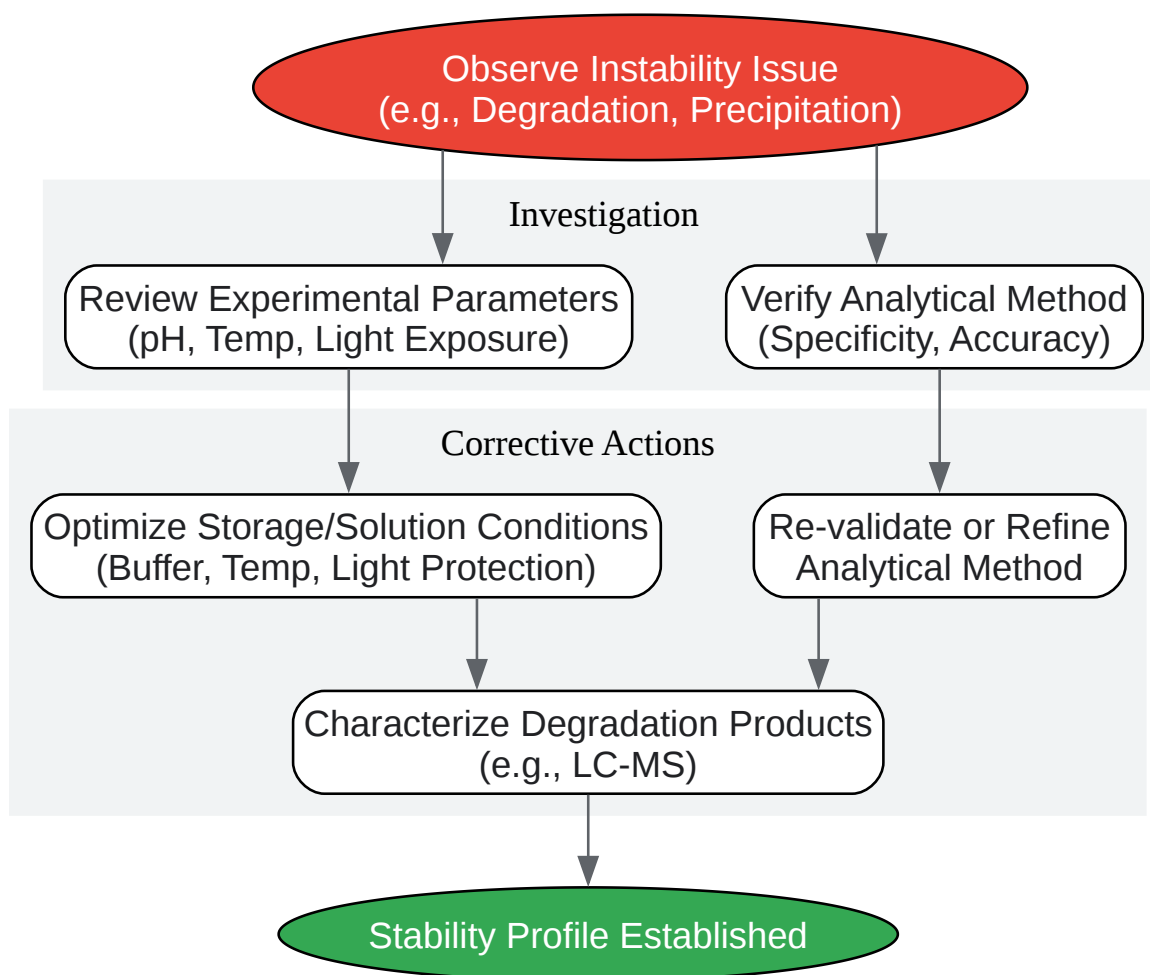 Observe Instability Issue
(e.g., Degradation, Precipitation)
Investigation
Review Experimental Parameters
(pH, Temp, Light Exposure)
Verify Analytical Method
(Specificity, Accuracy)
Corrective Actions
Optimize Storage/Solution Conditions
(Buffer, Temp, Light Protection)
Re-validate or Refine
Analytical Method
Characterize Degradation Products
(e.g., LC-MS)
Stability Profile Established